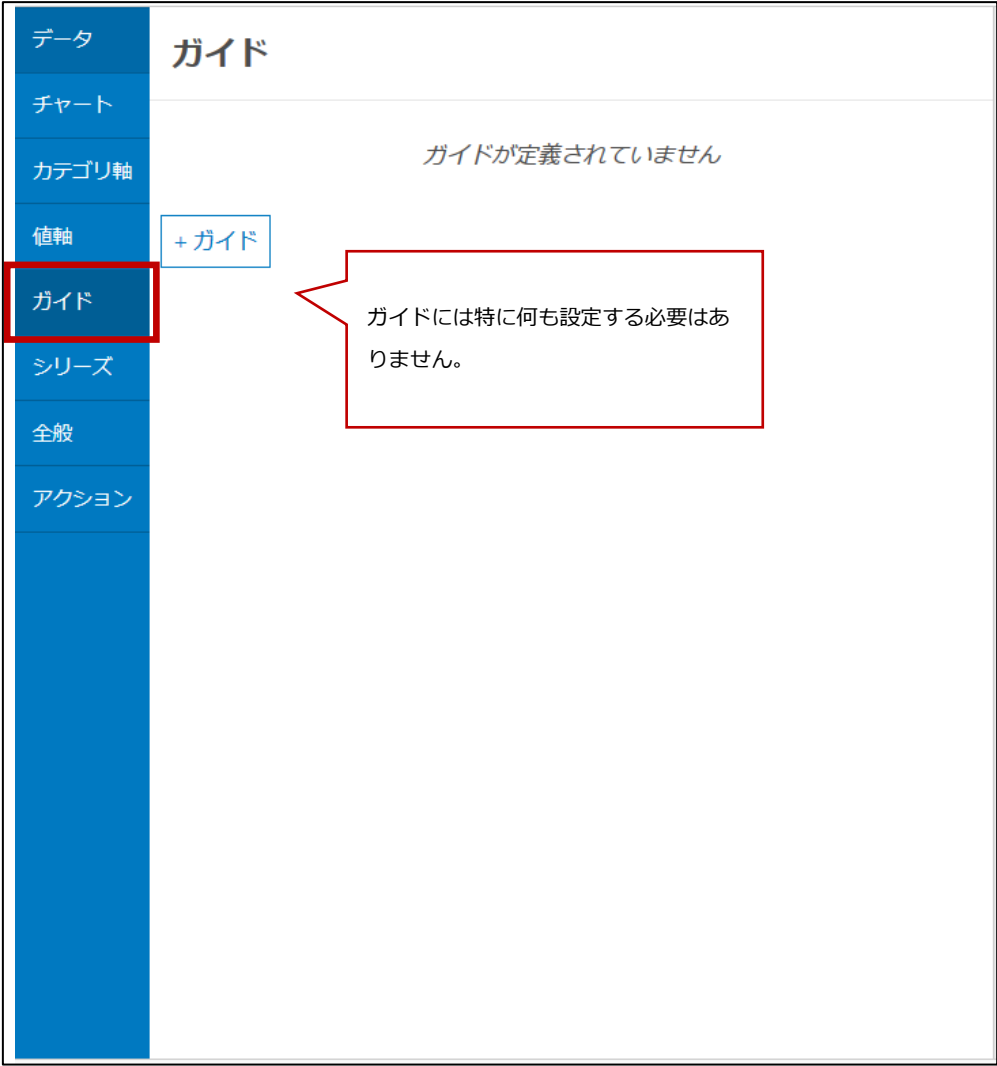 データ
チャート
カテゴリ軸
値軸
ガイド
シリーズ
全般
アクション
ガイド
ガイドが定義されていません
+ ガイド
ガイドには特に何も設定する必要はあ
りません。